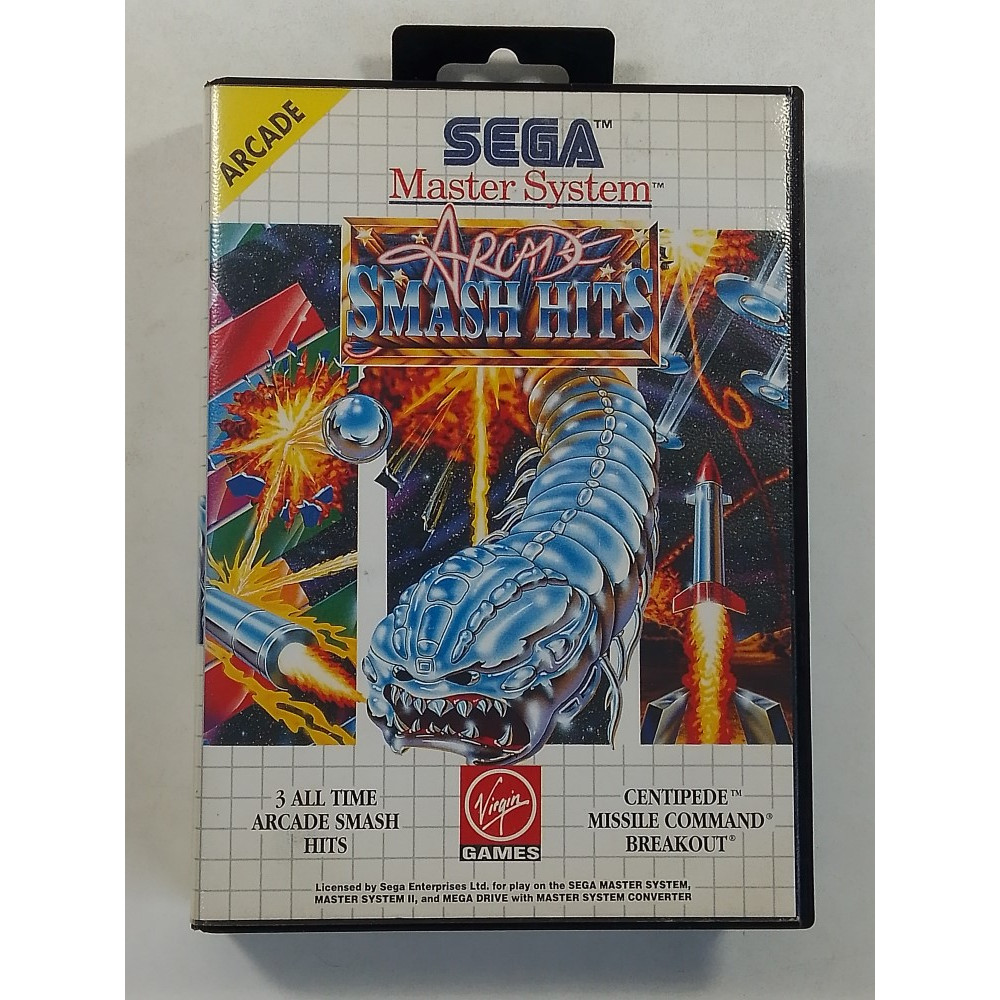 ARCADE
SEGA™
Master System™
ARCADE
SMASH HITS
3 ALL TIME
ARCADE SMASH
HITS
Virgin
GAMES
CENTIPEDE™
MISSILE COMMAND®
BREAKOUT®
Licensed by Sega Enterprises Ltd. for play on the SEGA MASTER SYSTEM,
MASTER SYSTEM II, and MEGA DRIVE with MASTER SYSTEM CONVERTER